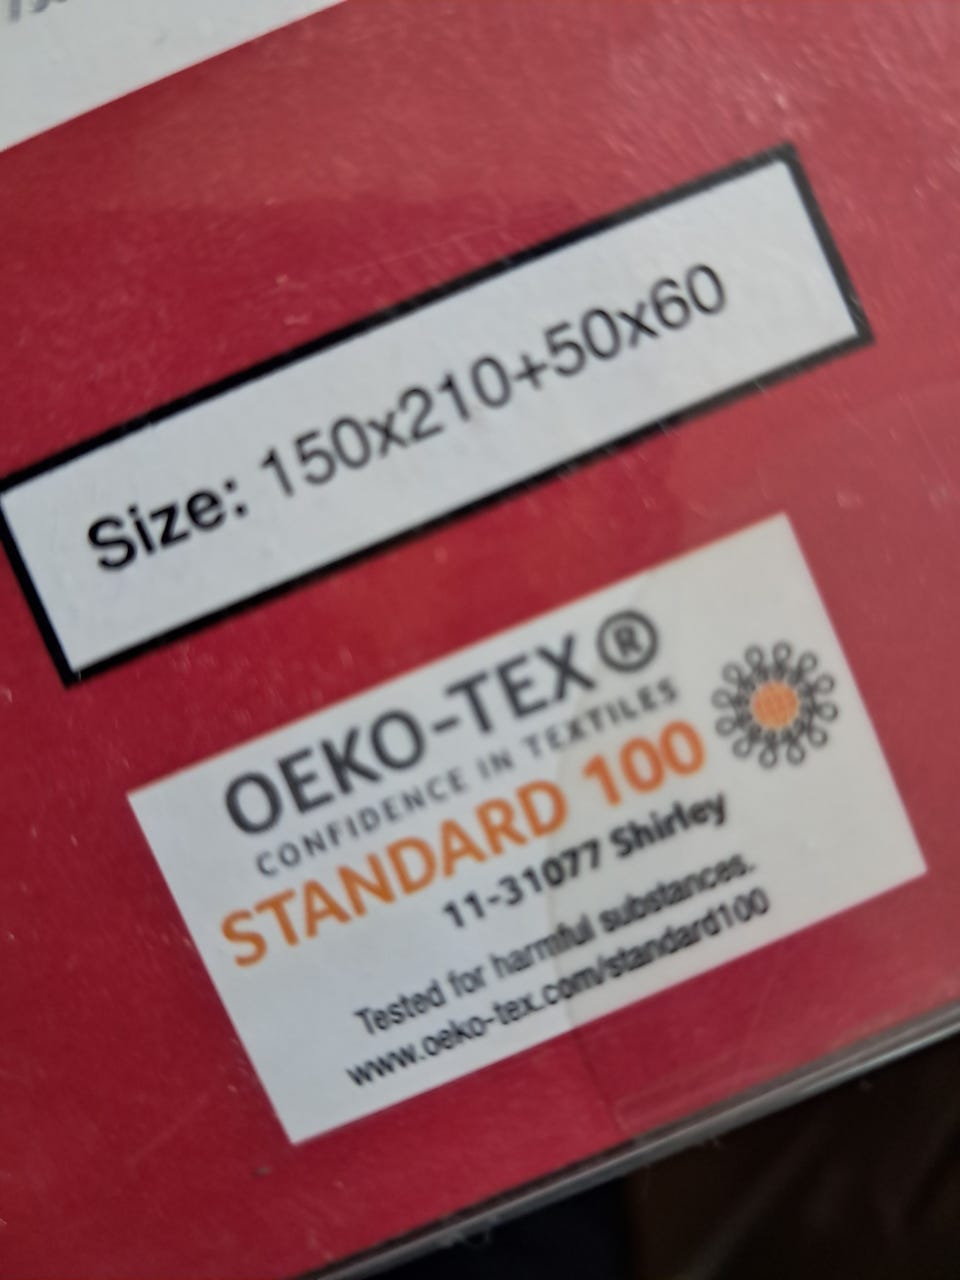 Size: 150x210+50x60
OEKO-TEX®
CONFIDENCE IN TEXTILES
STANDARD 100
11-31077 Shirley
Tested for harmful substances.
www.oeko-tex.com/standard100